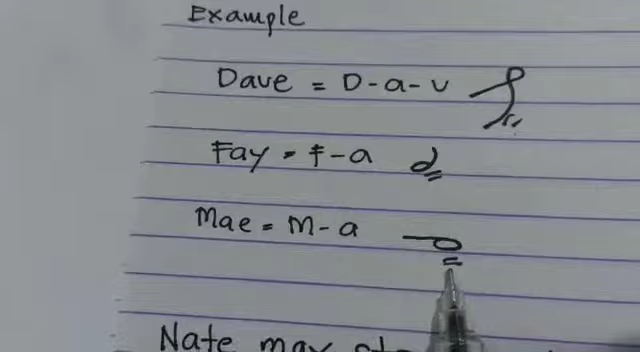 Example
Dave = D-a-v
Fay = F-a
Mae = M-a
Nate may